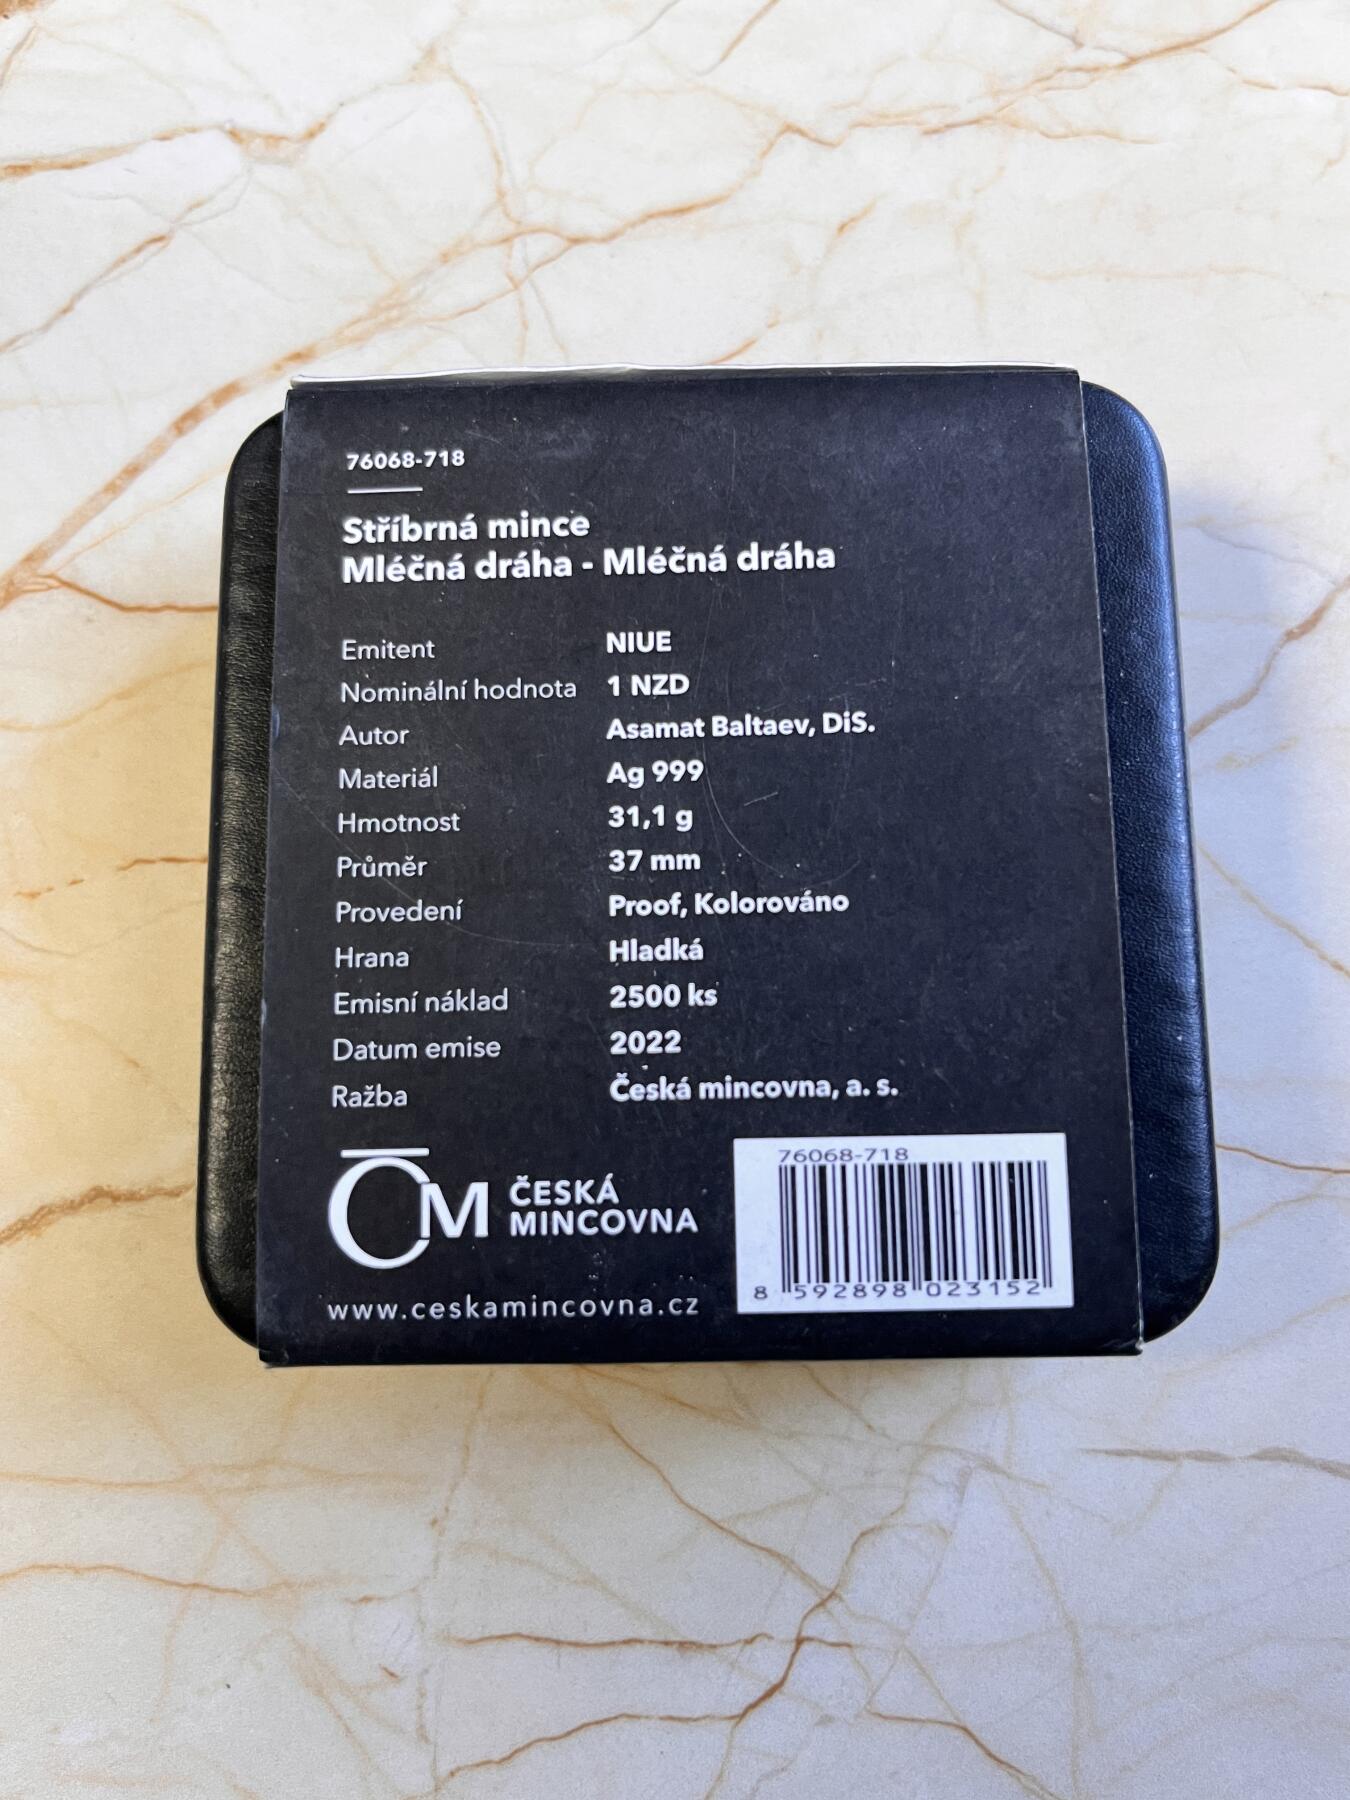 76068-718
Stříbrná mince
Mléčná dráha - Mléčná dráha
Emitent NIUE
Nominální hodnota 1 NZD
Autor Asamat Baltaev, DiS.
Materiál Ag 999
Hmotnost 31,1 g
Průměr 37 mm
Provedení Proof, Kolorováno
Hrana Hladká
Emisní náklad 2500 ks
Datum emise 2022
Ražba Česká mincovna, a. s.
ČM ČESKÁ
MINCOVNA
www.ceskamincovna.cz
76068-718
8 592898 023152